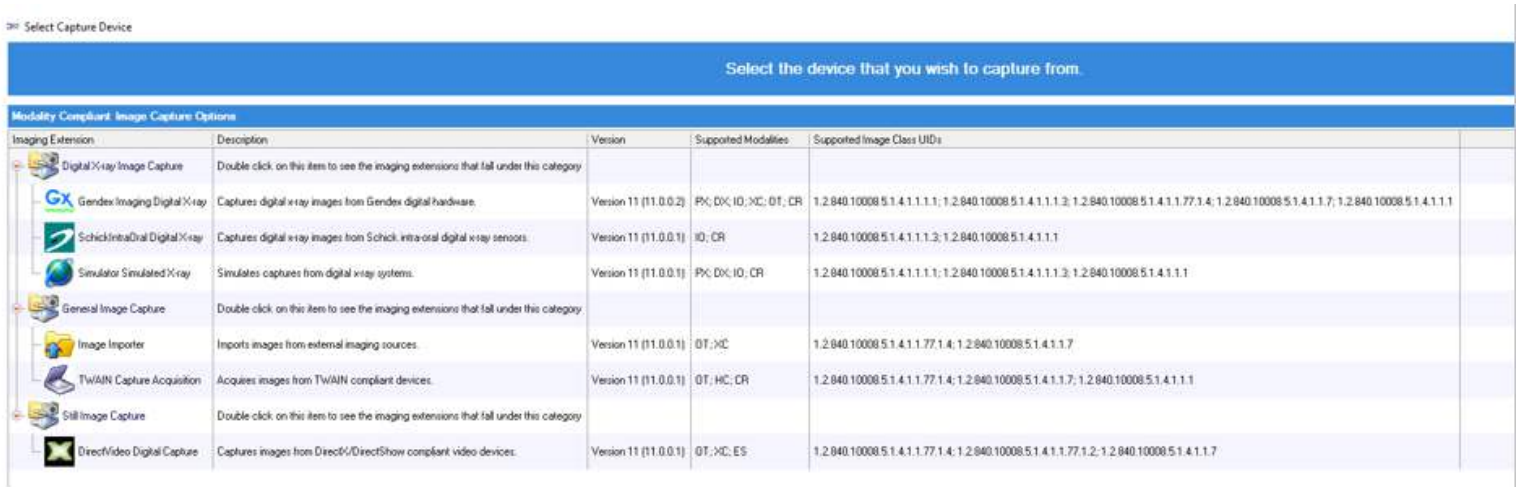 Select Capture Device
Select the device that you wish to capture from.
Modality Compliant Image Capture Options
Imaging Extension Description Version Supported Modalities Supported Image Class UIDs
Digital X-ray Image Capture Double click on this item to see the imaging extensions that fall under this category
GX Gendex Imaging Digital X-ray Captures digital x-ray images from Gendex digital hardware. Version 11 (11.0.0.2) PX; DX; IO; XC; OT; CR 1.2.840.10008.5.1.4.1.1.1.1; 1.2.840.10008.5.1.4.1.1.1.3; 1.2.840.10008.5.1.4.1.1.77.1.4; 1.2.840.10008.5.1.4.1.1.7; 1.2.840.10008.5.1.4.1.1.1
SchickIntraOral Digital X-ray Captures digital x-ray images from Schick intra-oral digital x-ray sensors. Version 11 (11.0.0.1) IO; CR 1.2.840.10008.5.1.4.1.1.1.3; 1.2.840.10008.5.1.4.1.1.1
Simulator Simulated X-ray Simulates captures from digital x-ray systems. Version 11 (11.0.0.1) PX; DX; IO; CR 1.2.840.10008.5.1.4.1.1.1.1; 1.2.840.10008.5.1.4.1.1.1.3; 1.2.840.10008.5.1.4.1.1.1
General Image Capture Double click on this item to see the imaging extensions that fall under this category
Image Importer Imports images from external imaging sources. Version 11 (11.0.0.1) OT; XC 1.2.840.10008.5.1.4.1.1.77.1.4; 1.2.840.10008.5.1.4.1.1.7
TWAIN Capture Acquisition Acquires images from TWAIN compliant devices. Version 11 (11.0.0.1) OT; HC; CR 1.2.840.10008.5.1.4.1.1.77.1.4; 1.2.840.10008.5.1.4.1.1.7; 1.2.840.10008.5.1.4.1.1.1
Still Image Capture Double click on this item to see the imaging extensions that fall under this category
DirectVideo Digital Capture Captures images from DirectX/DirectShow compliant video devices. Version 11 (11.0.0.1) OT; XC; ES 1.2.840.10008.5.1.4.1.1.77.1.4; 1.2.840.10008.5.1.4.1.1.77.1.2; 1.2.840.10008.5.1.4.1.1.7